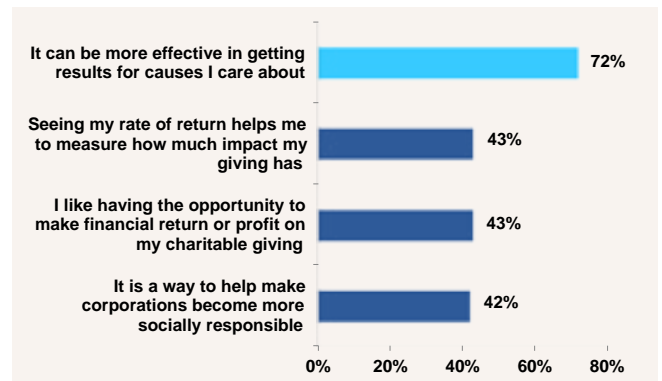 It can be more effective in getting
results for causes I care about
72%
Seeing my rate of return helps me
to measure how much impact my
giving has
43%
I like having the opportunity to
make financial return or profit on
my charitable giving
43%
It is a way to help make
corporations become more
socially responsible
42%
0% 20% 40% 60% 80%